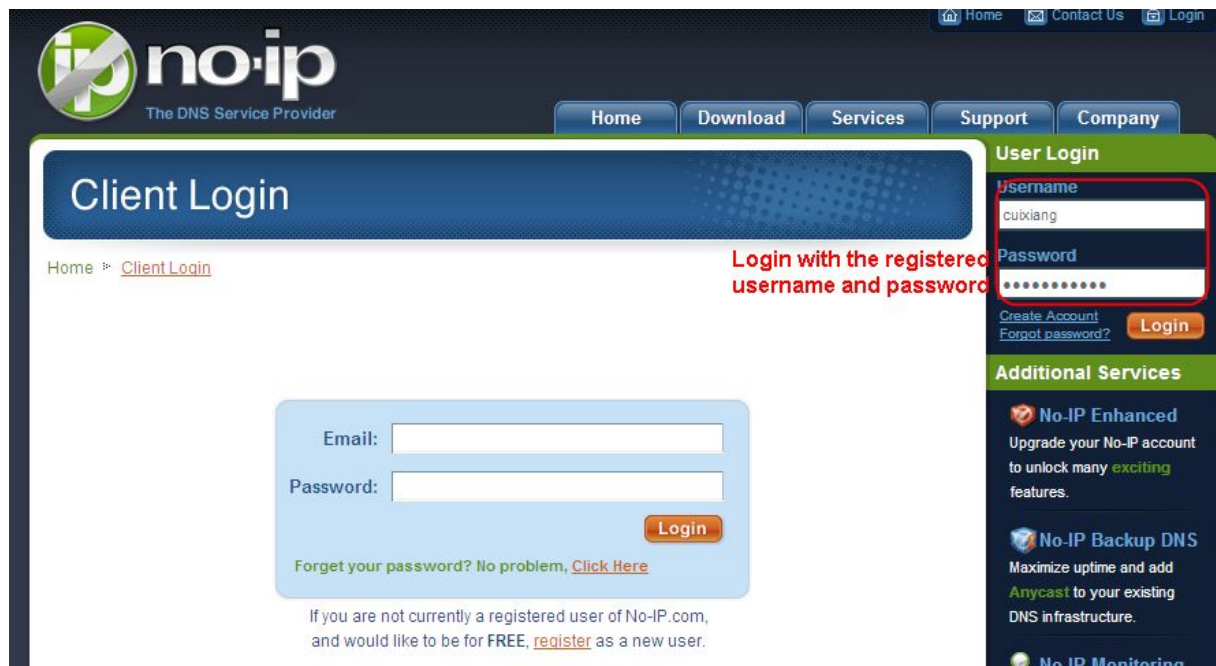 Home Contact Us Login
ip no·ip
The DNS Service Provider
Home Download Services Support Company
Client Login
Home Client Login
Login with the registered
username and password
User Login
Username
cuixiang
Password
Create Account
Forgot password?
Login
Email:
Password:
Login
Forget your password? No problem, Click Here
If you are not currently a registered user of No-IP.com,
and would like to be for FREE, register as a new user.
Additional Services
No-IP Enhanced
Upgrade your No-IP account
to unlock many exciting
features.
No-IP Backup DNS
Maximize uptime and add
Anycast to your existing
DNS infrastructure.
No-IP Monitoring